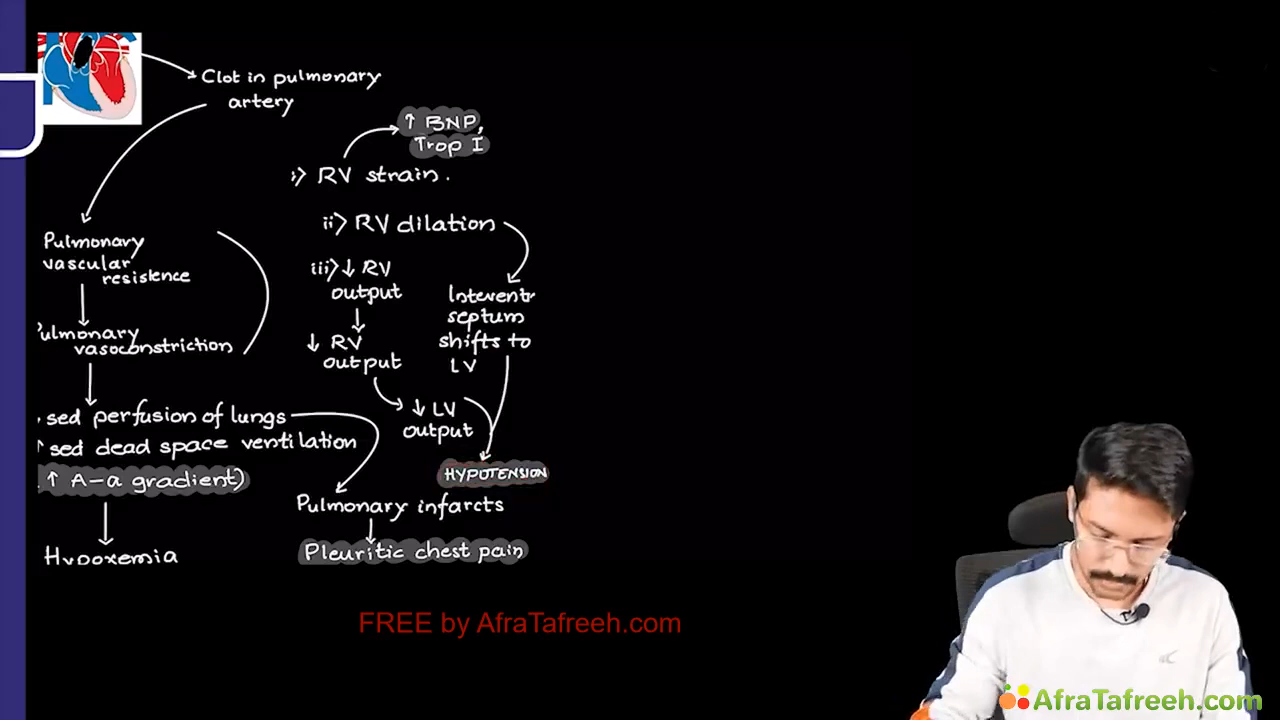 Clot in pulmonary
artery
↑ BNP,
Trop I
i> RV strain.
ii> RV dilation
Pulmonary
vascular
resistence
iii> ↓ RV
output
Interventr
septum
shifts to
LV
↓ RV
output
Pulmonary
vasoconstriction
↓ LV
output
sed perfusion of lungs
↑ sed dead space ventilation
HYPOTENSION
↑ A-a gradient)
Pulmonary infarcts
Pleuritic chest pain
Hypoxemia
FREE by AfraTafreeh.com
AfraTafreeh.com